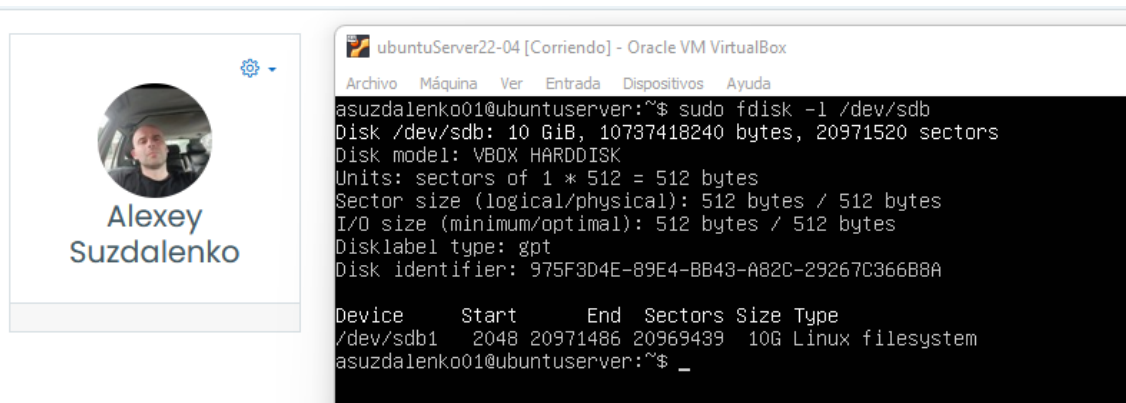 Alexey
Suzdalenko
ubuntuServer22-04 [Corriendo] - Oracle VM VirtualBox
Archivo Máquina Ver Entrada Dispositivos Ayuda
asuzdalenko01@ubuntuserver:~$ sudo fdisk -l /dev/sdb
Disk /dev/sdb: 10 GiB, 10737418240 bytes, 20971520 sectors
Disk model: VBOX HARDDISK
Units: sectors of 1 * 512 = 512 bytes
Sector size (logical/physical): 512 bytes / 512 bytes
I/O size (minimum/optimal): 512 bytes / 512 bytes
Disklabel type: gpt
Disk identifier: 975F3D4E-89E4-BB43-A82C-29267C366B8A
Device Start End Sectors Size Type
/dev/sdb1 2048 20971486 20969439 10G Linux filesystem
asuzdalenko01@ubuntuserver:~$ _